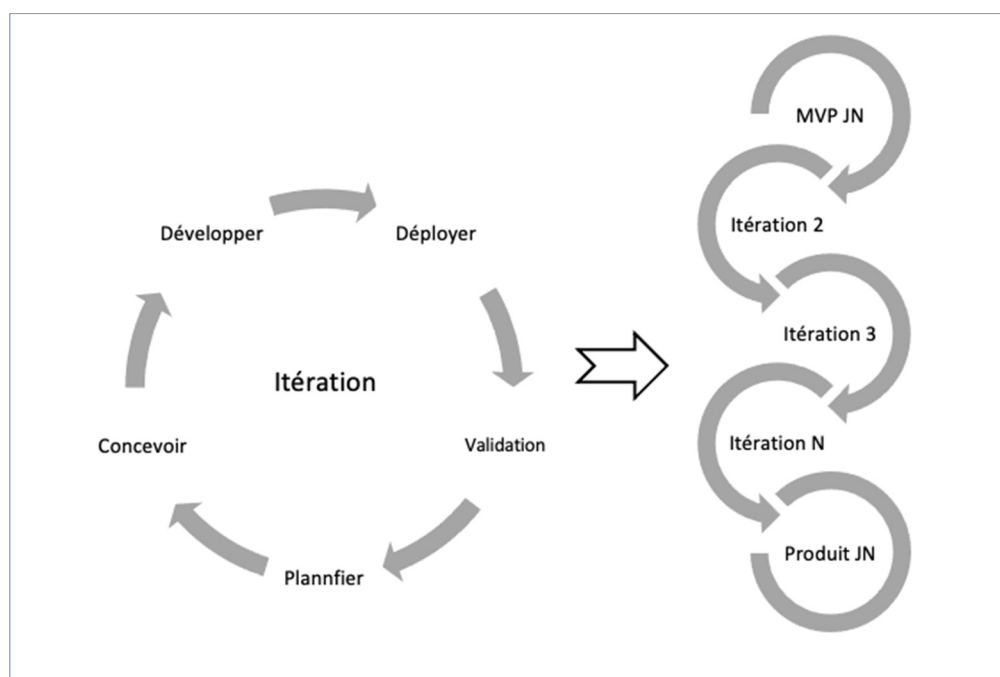 Développer
Déployer
Itération
Concevoir
Validation
Plannfier
MVP JN
Itération 2
Itération 3
Itération N
Produit JN